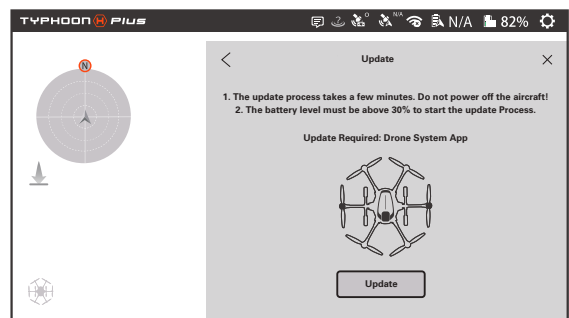 TYPHOON H Plus
O N/A N/A 82%
N
Update
1. The update process takes a few minutes. Do not power off the aircraft!
2. The battery level must be above 30% to start the update Process.
Update Required: Drone System App
Update